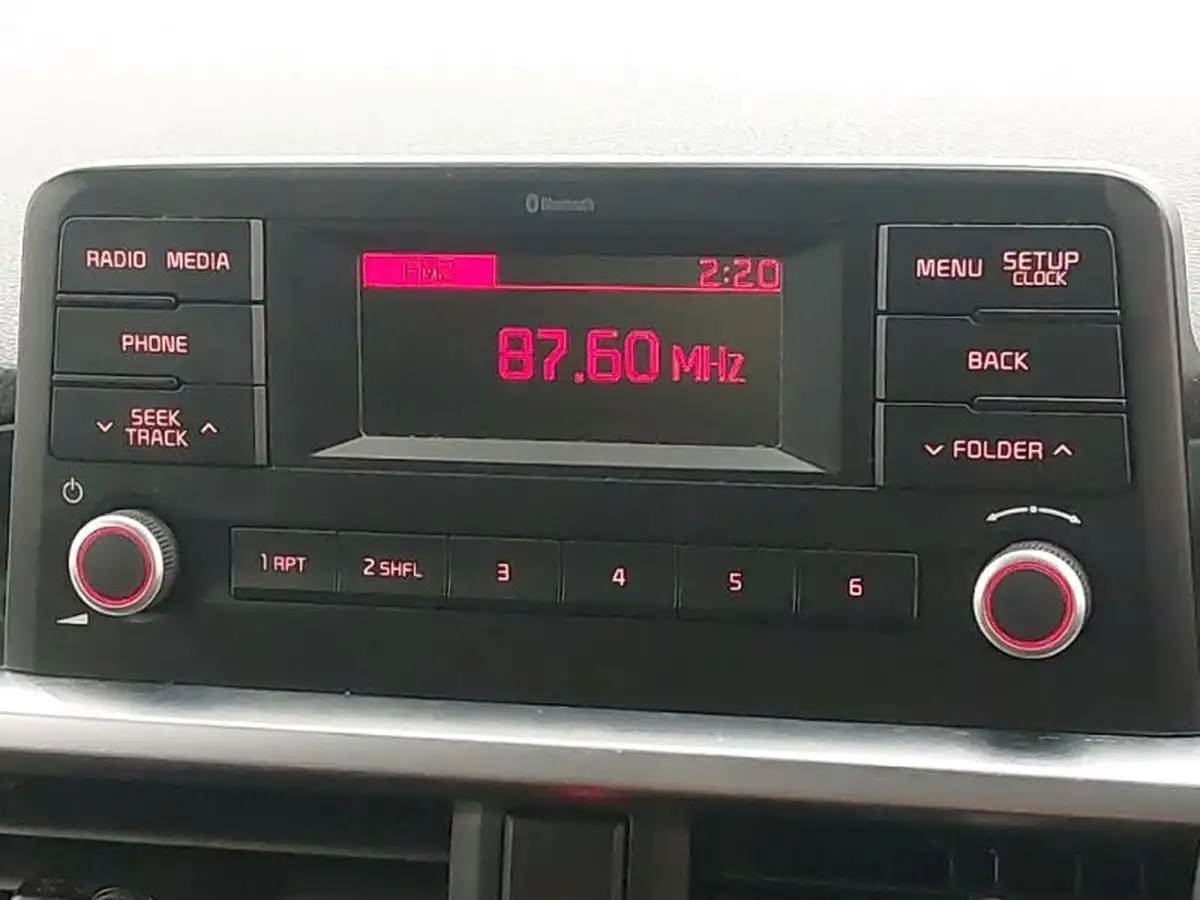 Bluetooth
RADIO MEDIA
PHONE
SEEK
TRACK
FM2 2:20
87.60 MHz
MENU SETUP
CLOCK
BACK
FOLDER
1 RPT 2 SHFL 3 4 5 6